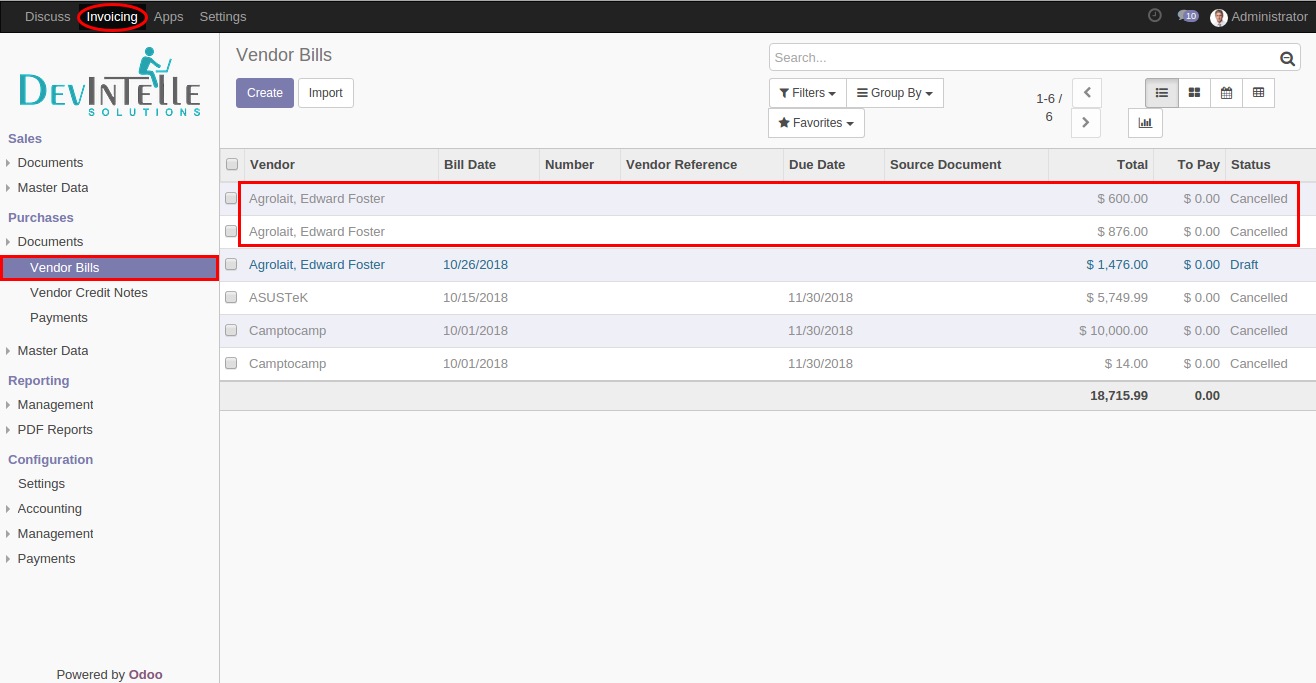 Discuss Invoicing Apps Settings 10 Administrator
DEVINTELLE
SOLUTIONS
Sales
Documents
Master Data
Purchases
Documents
Vendor Bills
Vendor Credit Notes
Payments
Master Data
Reporting
Management
PDF Reports
Configuration
Settings
Accounting
Management
Payments
Powered by Odoo
Vendor Bills
Search...
Create Import
Filters Group By
Favorites
1-6 /
6
Vendor Bill Date Number Vendor Reference Due Date Source Document Total To Pay Status
Agrolait, Edward Foster $ 600.00 $ 0.00 Cancelled
Agrolait, Edward Foster $ 876.00 $ 0.00 Cancelled
Agrolait, Edward Foster 10/26/2018 $ 1,476.00 $ 0.00 Draft
ASUSTeK 10/15/2018 11/30/2018 $ 5,749.99 $ 0.00 Cancelled
Camptocamp 10/01/2018 11/30/2018 $ 10,000.00 $ 0.00 Cancelled
Camptocamp 10/01/2018 11/30/2018 $ 14.00 $ 0.00 Cancelled
18,715.99 0.00